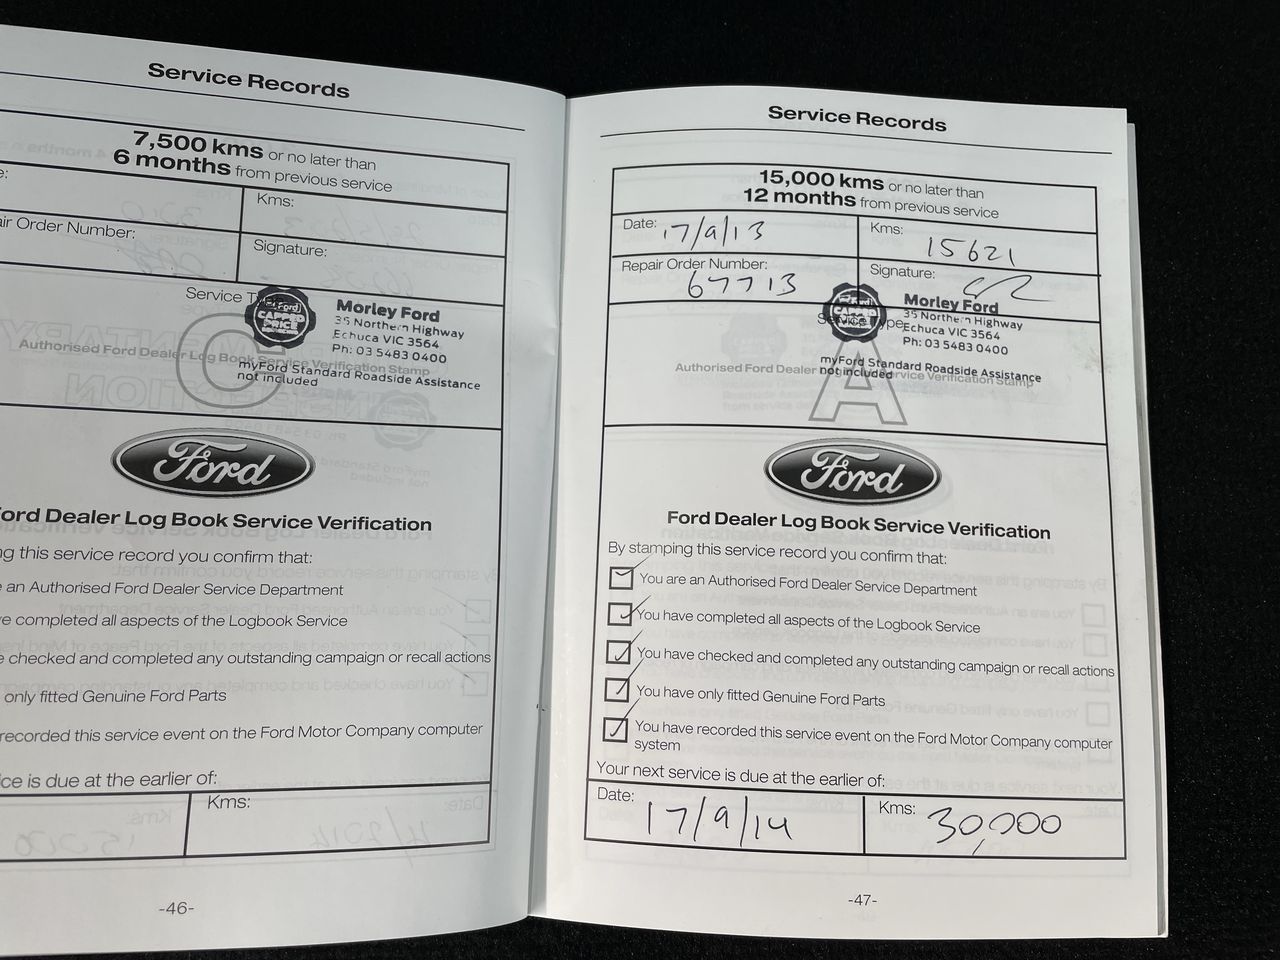 Service Records
7,500 kms or no later than
6 months from previous service
e:
Kms:
air Order Number:
Signature:
Service T
C
Ford
CAPPED
PRICE
Morley Ford
35 Northern Highway
Echuca VIC 3564
Ph: 03 5483 0400
Authorised Ford Dealer Log Book Service Verification Stamp
myFord Standard Roadside Assistance
not included
Ford
Ford Dealer Log Book Service Verification
ng this service record you confirm that:
e an Authorised Ford Dealer Service Department
ve completed all aspects of the Logbook Service
e checked and completed any outstanding campaign or recall actions
only fitted Genuine Ford Parts
recorded this service event on the Ford Motor Company computer
ice is due at the earlier of:
Kms:
-46-
Service Records
15,000 kms or no later than
12 months from previous service
Date: 17/9/13
Kms: 15621
Repair Order Number: 67713
Signature:
Service Type
A
Morley Ford
35 Northern Highway
Echuca VIC 3564
Ph: 03 5483 0400
myFord Standard Roadside Assistance
not included
Authorised Ford Dealer Service Verification Stamp
Ford
Ford Dealer Log Book Service Verification
By stamping this service record you confirm that:
You are an Authorised Ford Dealer Service Department
You have completed all aspects of the Logbook Service
You have checked and completed any outstanding campaign or recall actions
You have only fitted Genuine Ford Parts
You have recorded this service event on the Ford Motor Company computer
system
Your next service is due at the earlier of:
Date: 17/9/14
Kms: 30,000
-47-